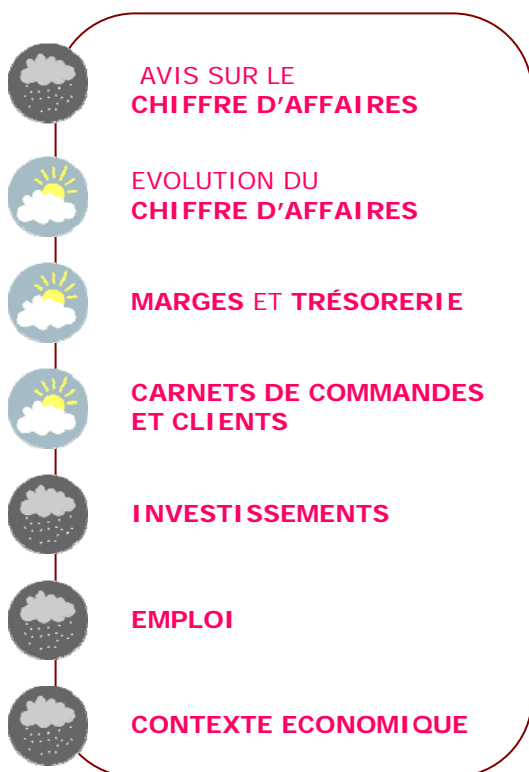 AVIS SUR LE
CHIFFRE D'AFFAIRES
EVOLUTION DU
CHIFFRE D'AFFAIRES
MARGES ET TRÉSORERIE
CARNETS DE COMMANDES
ET CLIENTS
INVESTISSEMENTS
EMPLOI
CONTEXTE ECONOMIQUE